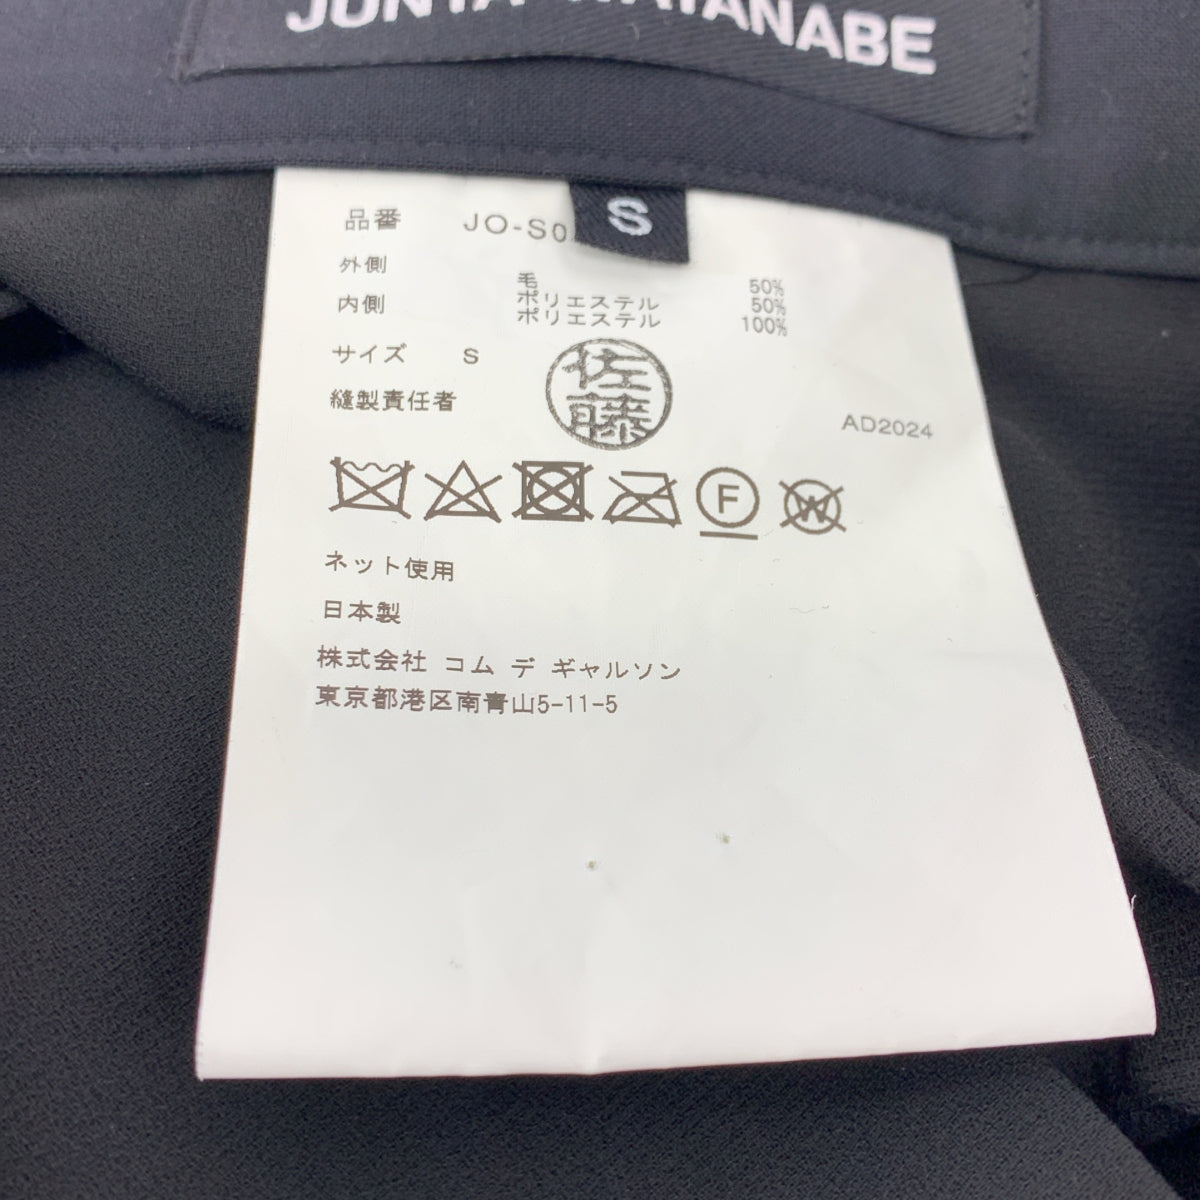 JUNYA WATANABE
S
品番 JO-S0
外側 毛 50%
ポリエステル 50%
内側 ポリエステル 100%
サイズ S
縫製責任者 佐藤
AD2024
F W
ネット使用
日本製
株式会社 コム デ ギャルソン
東京都港区南青山5-11-5